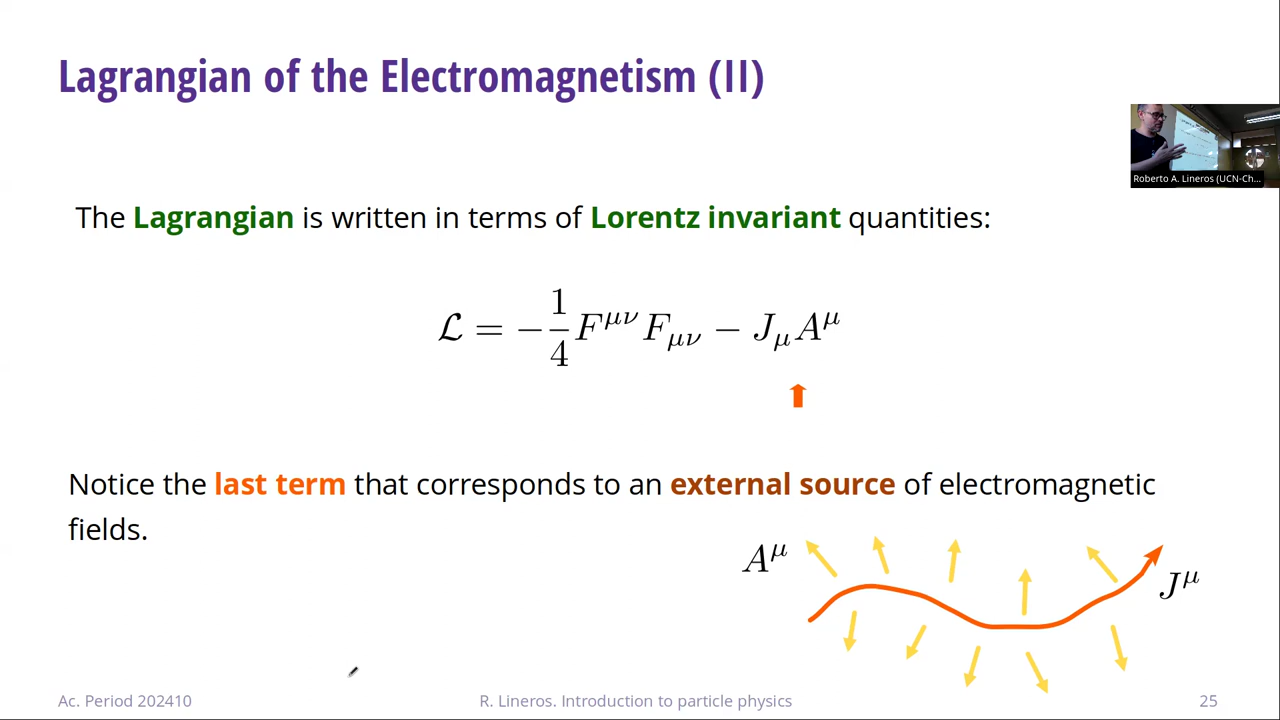 Lagrangian of the Electromagnetism (II)
Roberto A. Lineros (UCN-Ch...
The Lagrangian is written in terms of Lorentz invariant quantities:
ℒ = −1/4 F^{μν} F_{μν} − J_μ A^μ
Notice the last term that corresponds to an external source of electromagnetic
fields.
A^μ
J^μ
Ac. Period 202410
R. Lineros. Introduction to particle physics
25